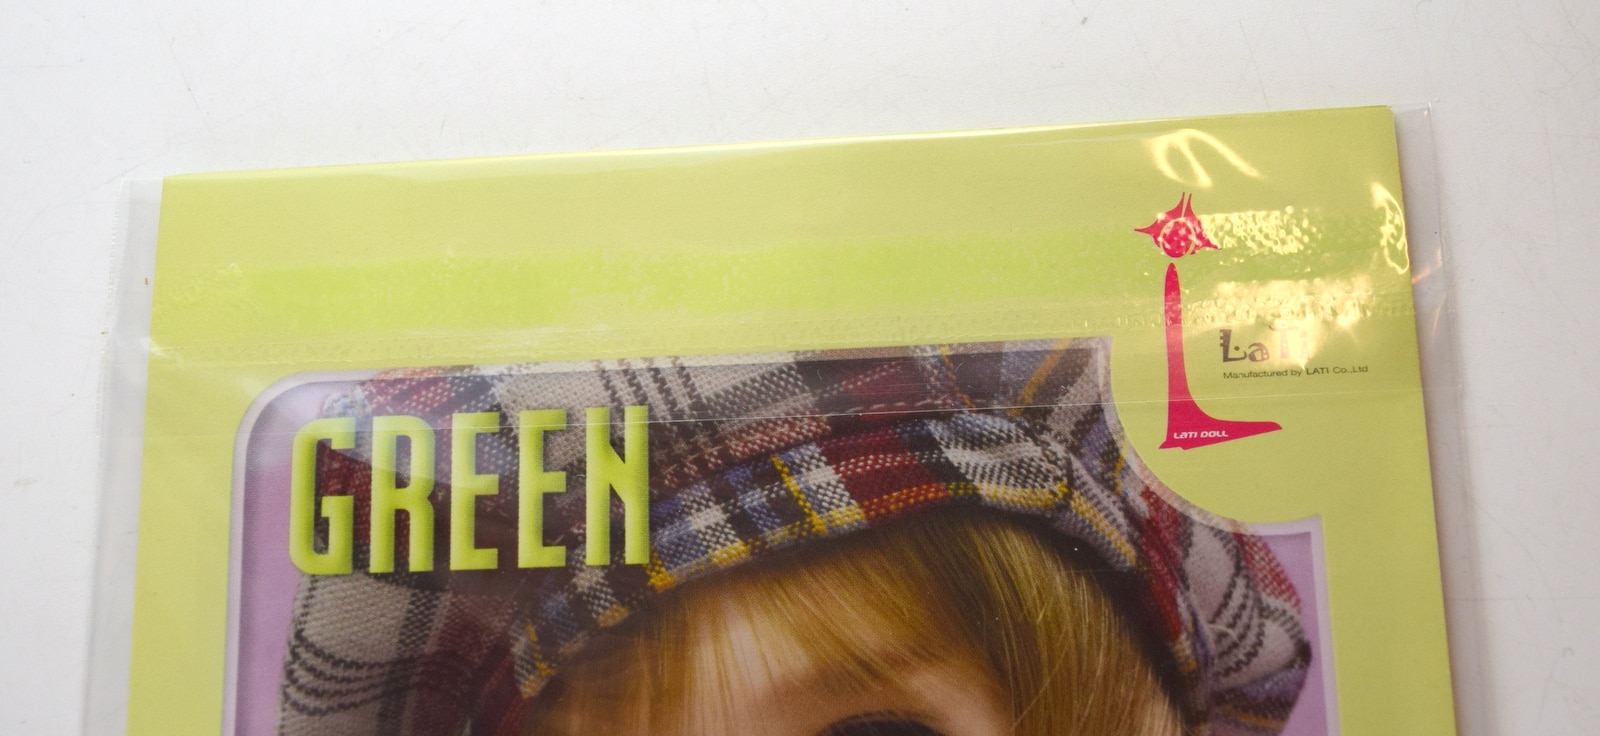 GREEN
LaTi
Manufactured by LATI Co.,Ltd
LATI DOLL